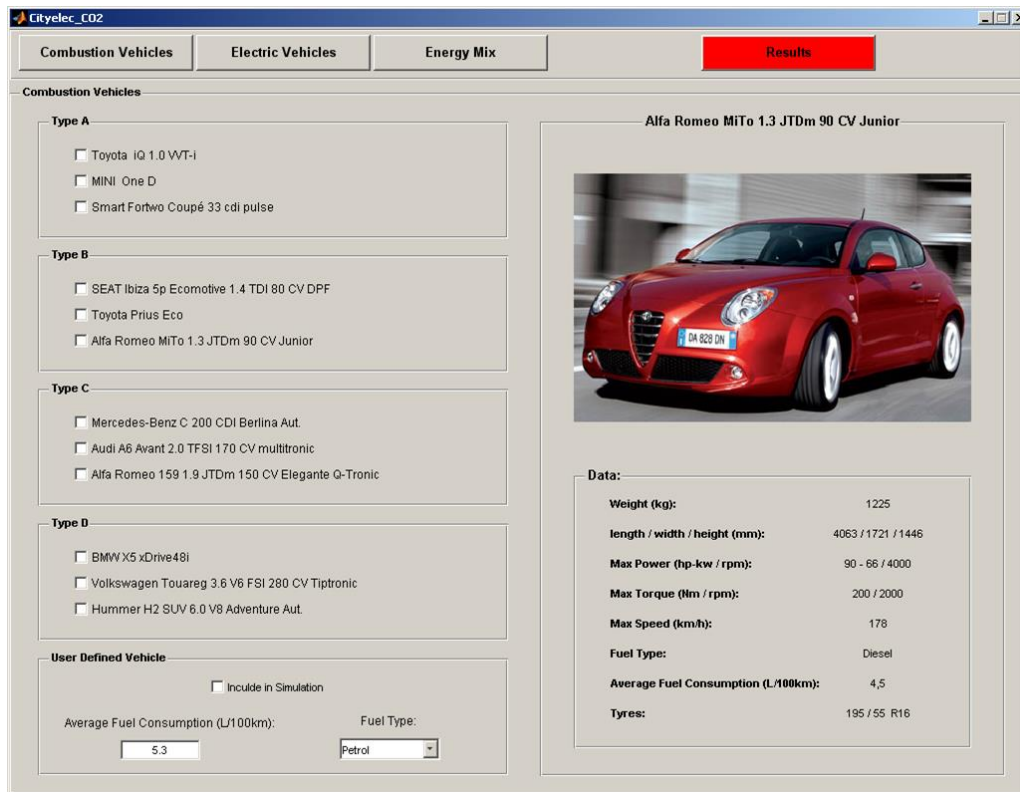 Cityelec_CO2
Combustion Vehicles Electric Vehicles Energy Mix Results
Combustion Vehicles
Type A
Toyota iQ 1.0 VVT-i
MINI One D
Smart Fortwo Coupé 33 cdi pulse
Type B
SEAT Ibiza 5p Ecomotive 1.4 TDI 80 CV DPF
Toyota Prius Eco
Alfa Romeo MiTo 1.3 JTDm 90 CV Junior
Type C
Mercedes-Benz C 200 CDI Berlina Aut.
Audi A6 Avant 2.0 TFSI 170 CV multitronic
Alfa Romeo 159 1.9 JTDm 150 CV Elegante Q-Tronic
Type D
BMW X5 xDrive48i
Volkswagen Touareg 3.6 V6 FSI 280 CV Tiptronic
Hummer H2 SUV 6.0 V8 Adventure Aut.
User Defined Vehicle
Inculde in Simulation
Average Fuel Consumption (L/100km): Fuel Type:
5.3 Petrol
Alfa Romeo MiTo 1.3 JTDm 90 CV Junior
DA 828 DN
Data:
Weight (kg): 1225
length / width / height (mm): 4063 / 1721 / 1446
Max Power (hp-kw / rpm): 90 - 66 / 4000
Max Torque (Nm / rpm): 200 / 2000
Max Speed (km/h): 178
Fuel Type: Diesel
Average Fuel Consumption (L/100km): 4,5
Tyres: 195 / 55 R16